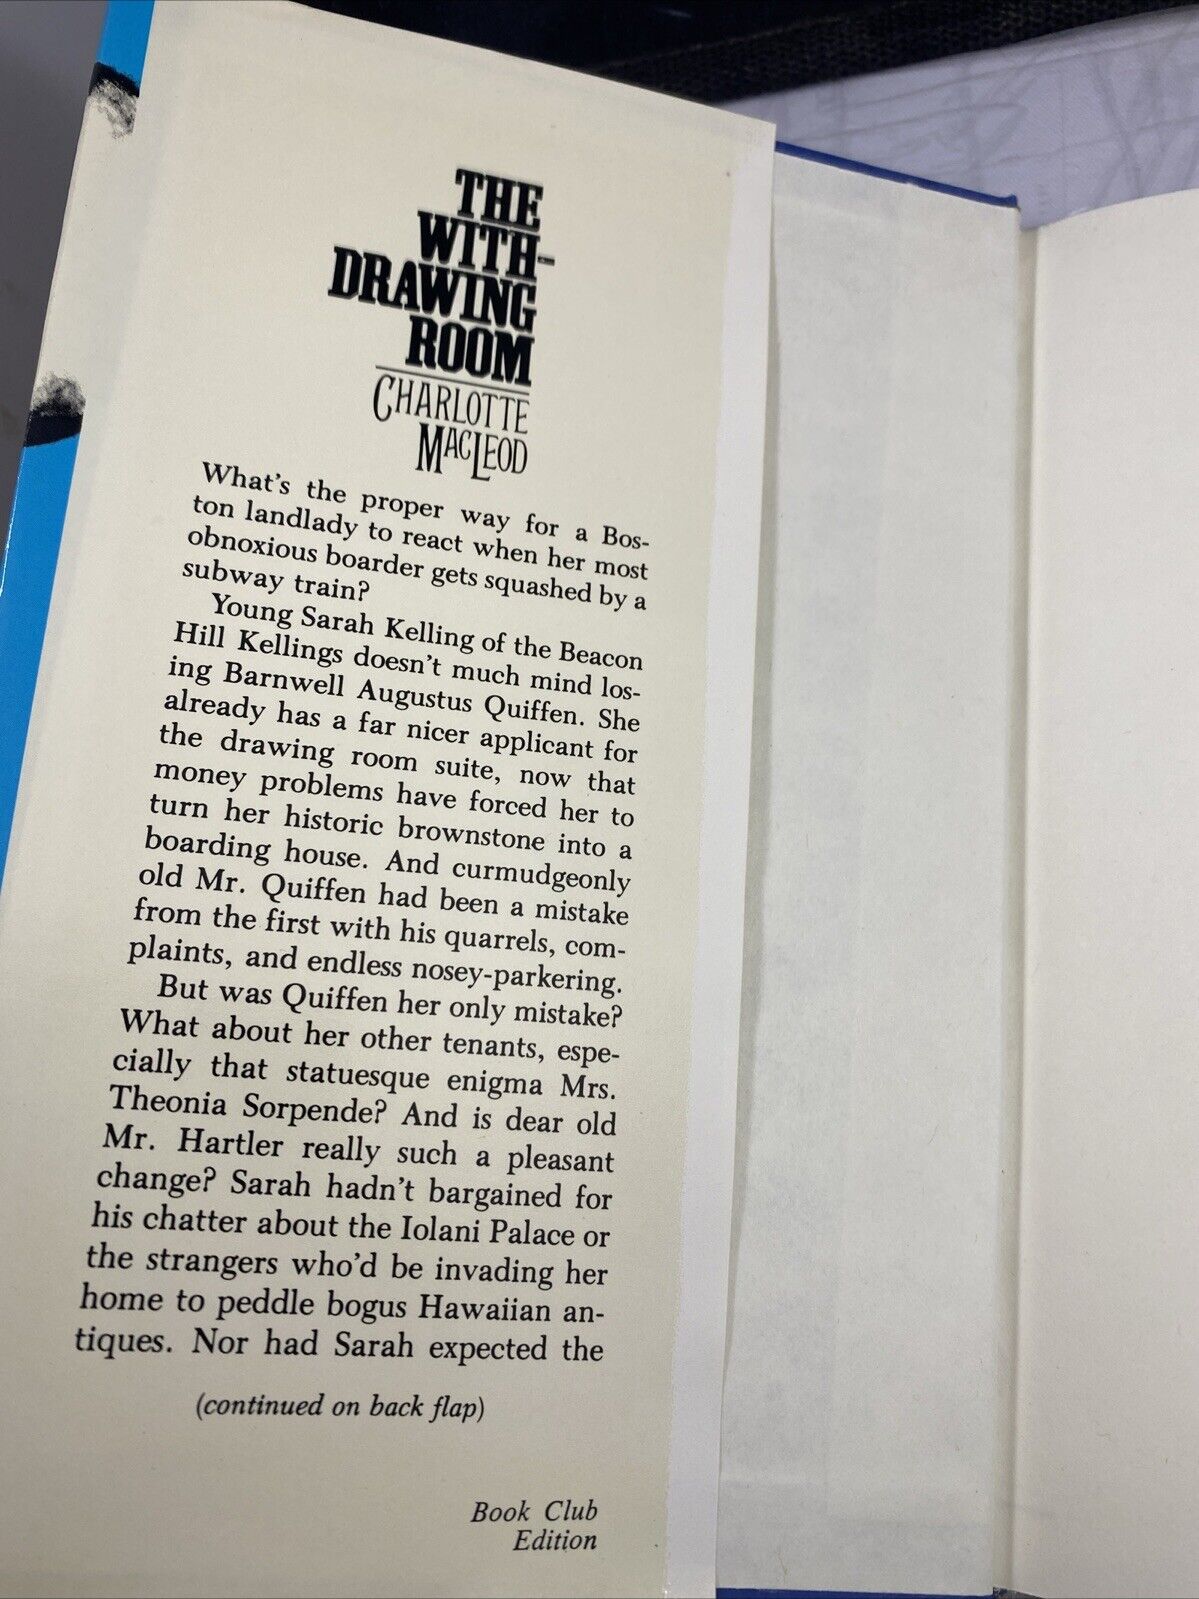 THE
WITH-
DRAWING
ROOM
CHARLOTTE
MACLEOD
What's the proper way for a Bos-
ton landlady to react when her most
obnoxious boarder gets squashed by a
subway train?
Young Sarah Kelling of the Beacon
Hill Kellings doesn't much mind los-
ing Barnwell Augustus Quiffen. She
already has a far nicer applicant for
the drawing room suite, now that
money problems have forced her to
turn her historic brownstone into a
boarding house. And curmudgeonly
old Mr. Quiffen had been a mistake
from the first with his quarrels, com-
plaints, and endless nosey-parkering.
But was Quiffen her only mistake?
What about her other tenants, espe-
cially that statuesque enigma Mrs.
Theonia Sorpende? And is dear old
Mr. Hartler really such a pleasant
change? Sarah hadn't bargained for
his chatter about the Iolani Palace or
the strangers who'd be invading her
home to peddle bogus Hawaiian an-
tiques. Nor had Sarah expected the
(continued on back flap)
Book Club
Edition